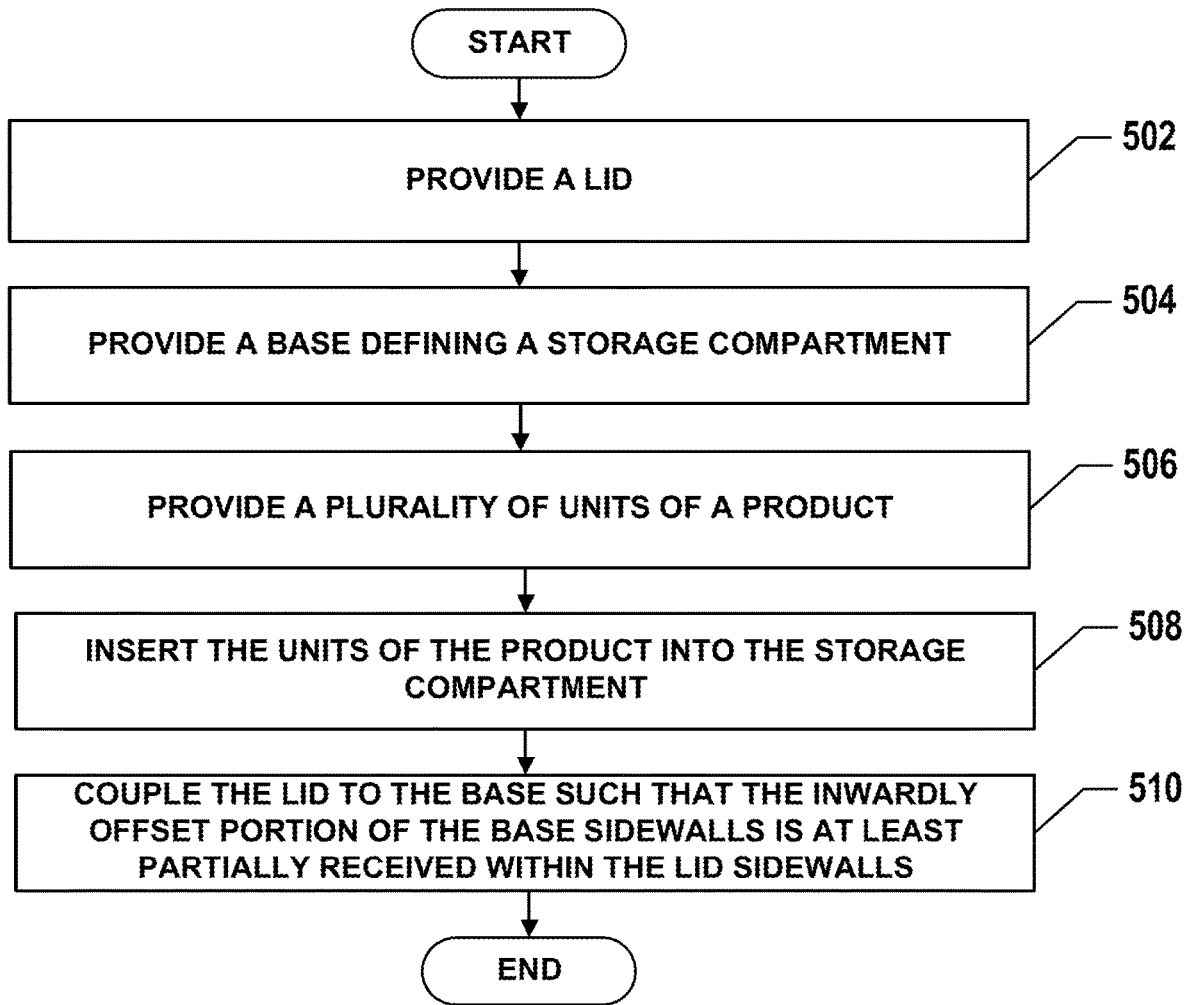 START
PROVIDE A LID
502
PROVIDE A BASE DEFINING A STORAGE COMPARTMENT
504
PROVIDE A PLURALITY OF UNITS OF A PRODUCT
506
INSERT THE UNITS OF THE PRODUCT INTO THE STORAGE
COMPARTMENT
508
COUPLE THE LID TO THE BASE SUCH THAT THE INWARDLY
OFFSET PORTION OF THE BASE SIDEWALLS IS AT LEAST
PARTIALLY RECEIVED WITHIN THE LID SIDEWALLS
510
END